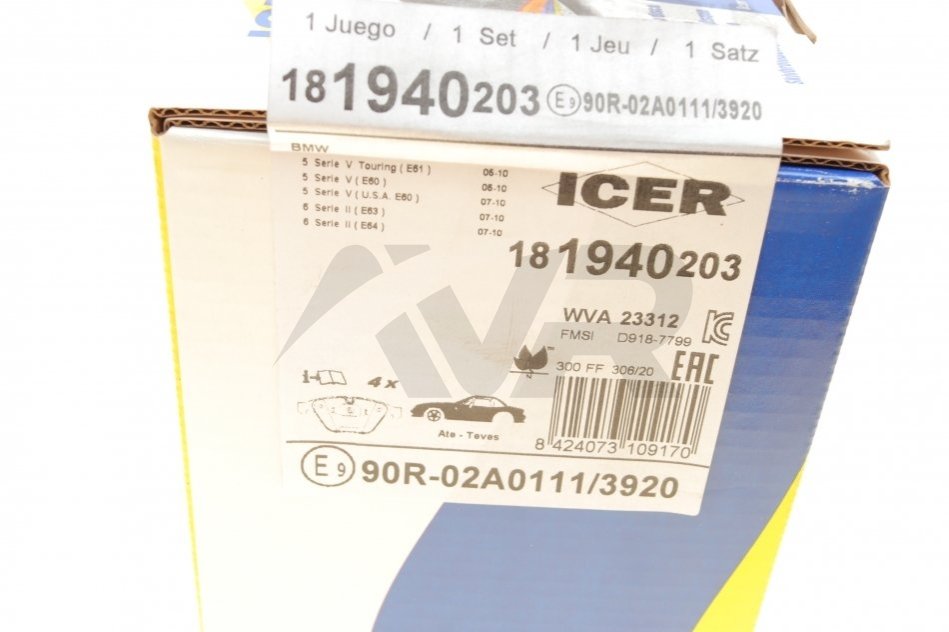 1 Juego / 1 Set / 1 Jeu / 1 Satz
181940203 E9 90R-02A0111/3920
BMW
5 Serie V Touring ( E61 ) 06-10
5 Serie V ( E60 ) 06-10
5 Serie V ( U.S.A. E60 ) 07-10
6 Serie II ( E63 ) 07-10
6 Serie II ( E64 ) 07-10
ICER
181940203
WVA 23312
FMSI D918-7799
300 FF 306/20
EAC
4 x
Ate - Teves
8 424073 109170
E9 90R-02A0111/3920
IVR